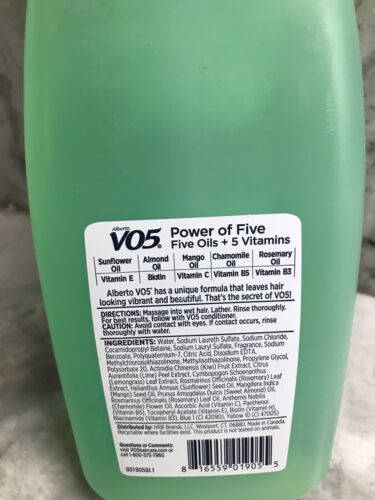 Alberto
VO5 Power of Five
Five Oils + 5 Vitamins
Sunflower Oil Almond Oil Mango Oil Chamomile Oil Rosemary Oil
Vitamin E Biotin Vitamin C Vitamin B5 Vitamin B3
Alberto VO5® has a unique formula that leaves hair
looking vibrant and beautiful. That's the secret of VO5!
DIRECTIONS: Massage into wet hair. Lather. Rinse thoroughly.
For best results, follow with VO5 conditioner.
CAUTION: Avoid contact with eyes. If contact occurs, rinse
thoroughly with water.
INGREDIENTS: Water, Sodium Laureth Sulfate, Sodium Chloride,
Cocamidopropyl Betaine, Sodium Lauryl Sulfate, Fragrance, Sodium
Benzoate, Polyquaternium-7, Citric Acid, Disodium EDTA,
Methylchloroisothiazolinone, Methylisothiazolinone, Propylene Glycol,
Polysorbate 20, Actinidia Chinensis (Kiwi) Fruit Extract, Citrus
Aurantifolia (Lime) Peel Extract, Cymbopogon Schoenanthus
(Lemongrass) Leaf Extract, Rosmarinus Officinalis (Rosemary) Leaf
Extract, Helianthus Annuus (Sunflower) Seed Oil, Mangifera Indica
(Mango) Seed Oil, Prunus Amygdalus Dulcis (Sweet Almond) Oil,
Rosmarinus Officinalis (Rosemary) Leaf Oil, Anthemis Nobilis
(Chamomile) Flower Oil, Ascorbic Acid (Vitamin C), Panthenol
(Vitamin B5), Tocopheryl Acetate (Vitamin E), Biotin (Vitamin H),
Niacinamide (Vitamin B3), Blue 1 (CI 42090), Yellow 10 (CI 47005)
Distributed by: HRB Brands, LLC, Westport, CT, 06880. Made in Canada
Recyclable where facilities exist. This product is not tested on animals.
Questions or Comments?
visit VO5haircare.com or
call 1-800-575-7960
8019058L1
8 16559 01905 5